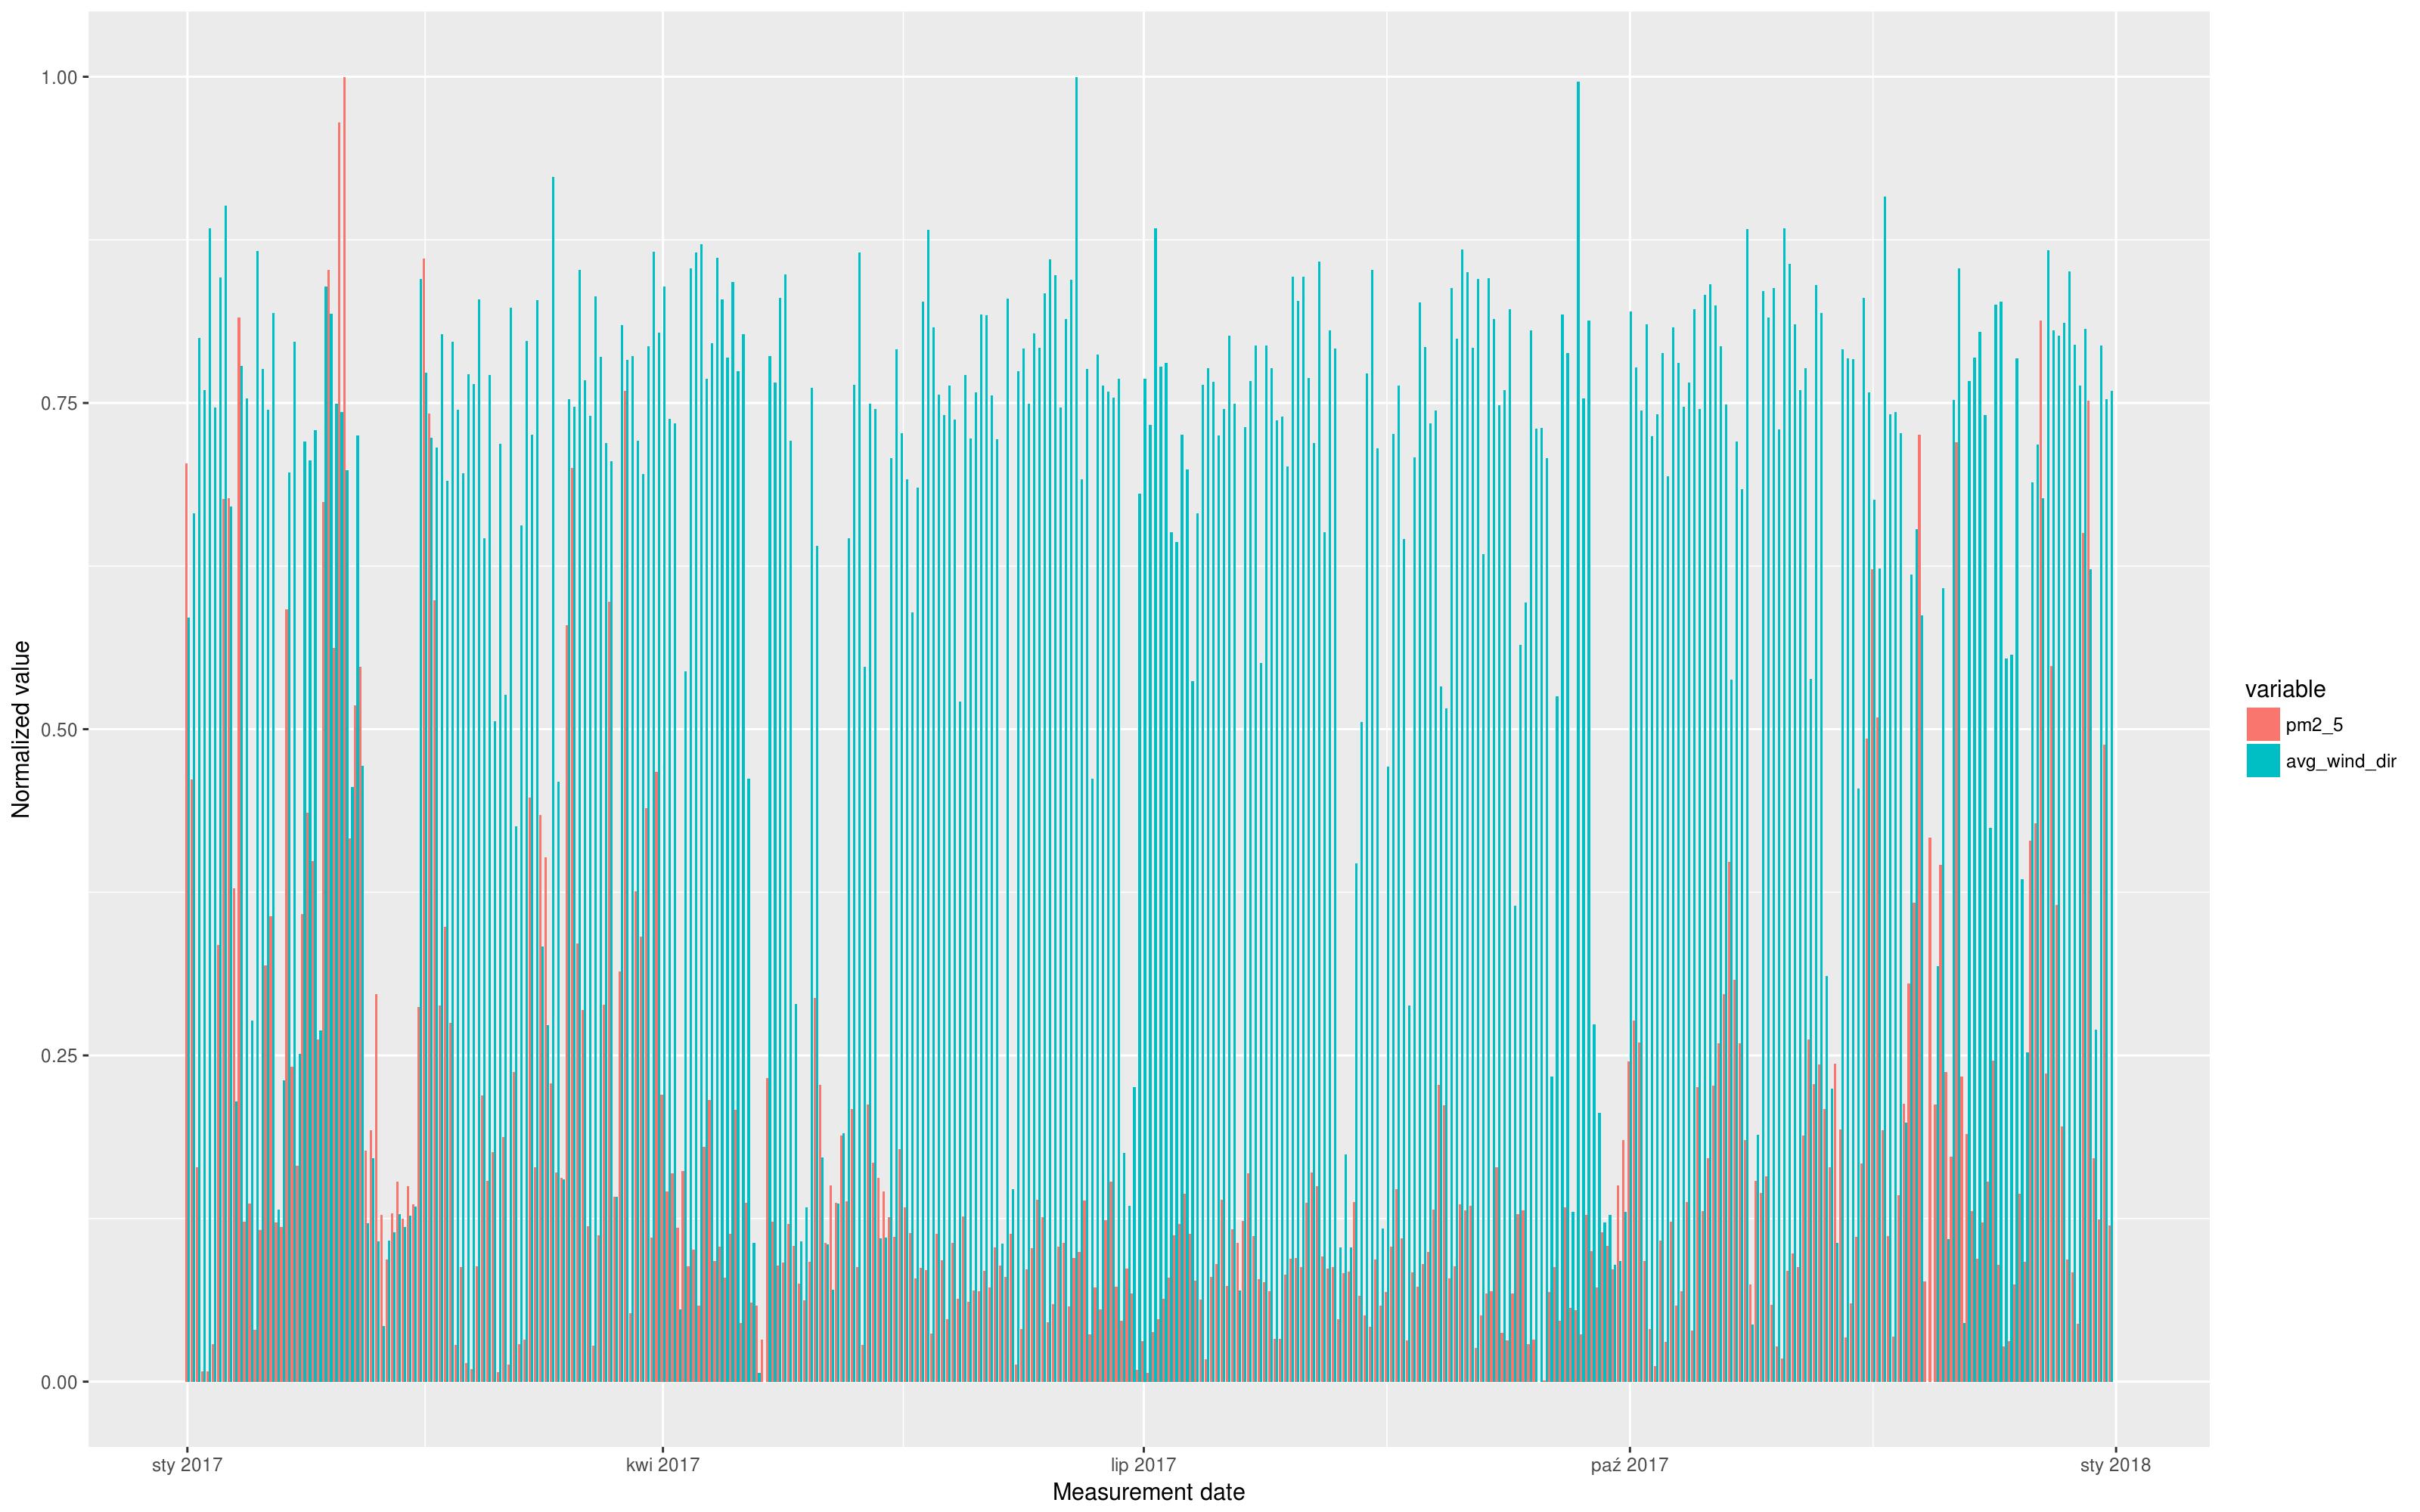 Normalized value
1.00
0.75
0.50
0.25
0.00
sty 2017
kwi 2017
lip 2017
paź 2017
sty 2018
Measurement date
variable
pm2_5
avg_wind_dir